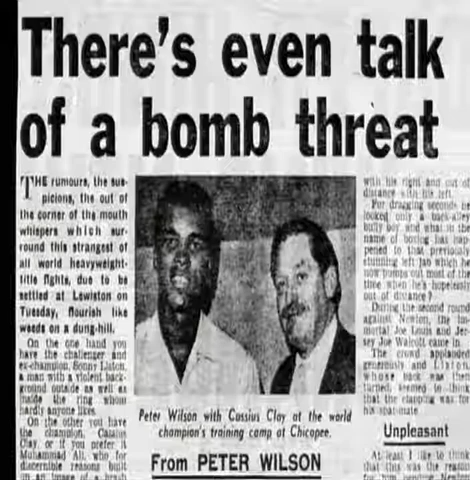 There's even talk
of a bomb threat
THE rumours, the sus-
picions, the out of
the corner of the mouth
whispers which sur-
round this strangest of
all world heavyweight-
title fights, due to be
settled at Lewiston on
Tuesday, flourish like
weeds on a dung-hill.
On the one hand you
have the challenger and
ex-champion, Sonny Liston,
a man with a violent back-
ground outside as well as
inside the ring whom
hardly anyone likes.
On the other you have
the champion, Cassius
Clay, or if you prefer it
Muhammad Ali, who for
discernible reasons built
Peter Wilson with Cassius Clay at the world
champion's training camp at Chicopee.
From PETER WILSON
with his right and out of
distance with his left.
For dragging seconds he
looked only a back-alley
bully boy and what in the
name of boxing has hap-
pened to that previously
stunning left jab which he
now pumps out most of the
time when he's hopelessly
out of distance?
During the second round
against Newton, the im-
mortal Joe Louis and Jer-
sey Joe Walcott came in.
The crowd applauded
generously and Liston,
whose back was then
turned, seemed to think
that the clapping was for
his spar-mate.
Unpleasant
At least I like to think
that this was the reason